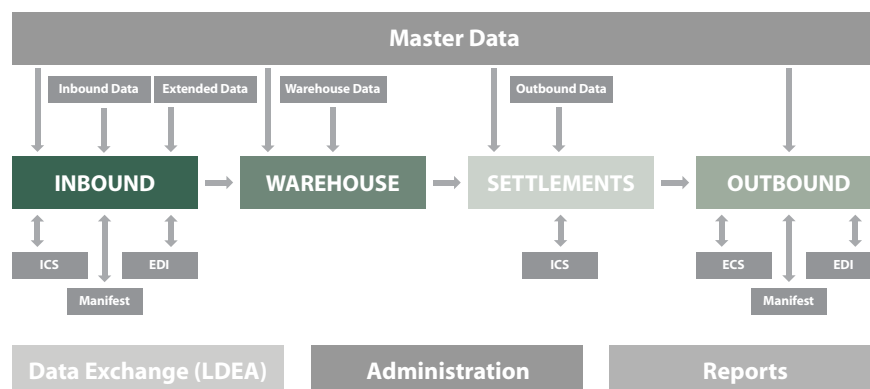 Master Data
Inbound Data
Extended Data
Warehouse Data
Outbound Data
INBOUND
WAREHOUSE
SETTLEMENTS
OUTBOUND
ICS
EDI
ICS
ECS
EDI
Manifest
Manifest
Data Exchange (LDEA)
Administration
Reports